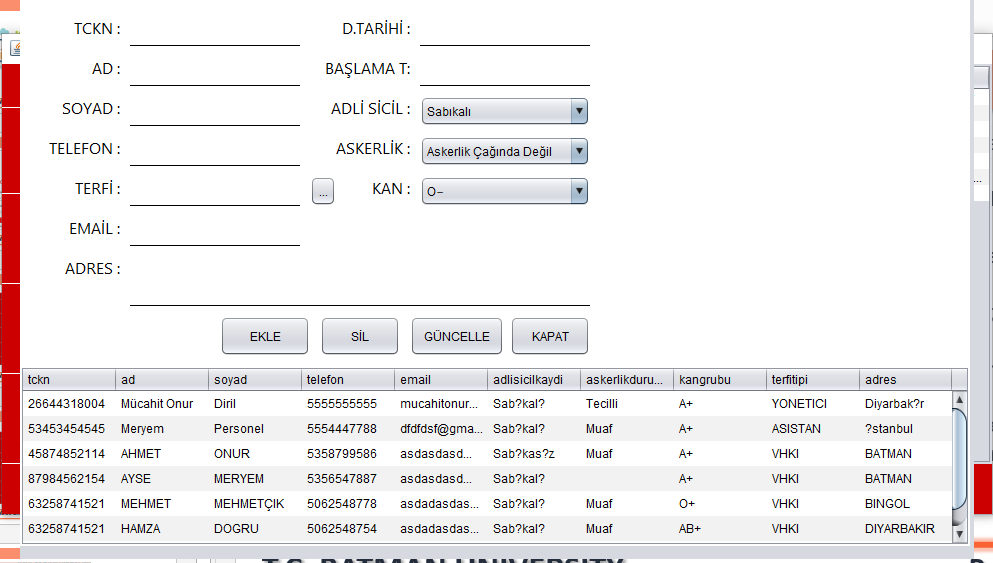 TCKN : D.TARİHİ :
AD : BAŞLAMA T:
SOYAD : ADLİ SİCİL : Sabıkalı
TELEFON : ASKERLİK : Askerlik Çağında Değil
TERFİ : ... KAN : O-
EMAİL :
ADRES :
EKLE SİL GÜNCELLE KAPAT
tckn ad soyad telefon email adlisicilkaydi askerlikduru... kangrubu terfitipi adres
26644318004 Mücahit Onur Diril 5555555555 mucahitonur... Sab?kal? Tecilli A+ YONETICI Diyarbak?r
53453454545 Meryem Personel 5554447788 dfdfdsf@gma... Sab?kal? Muaf A+ ASISTAN ?stanbul
45874852114 AHMET ONUR 5358799586 asdasdasd... Sab?kas?z Muaf A+ VHKI BATMAN
87984562154 AYSE MERYEM 5356547887 asdasdasd... Sab?kal? A+ VHKI BATMAN
63258741521 MEHMET MEHMETÇIK 5062548778 asdadasdas... Sab?kal? Muaf O+ VHKI BINGOL
63258741521 HAMZA DOGRU 5062548754 asdadasdas... Sab?kal? Muaf AB+ VHKI DIYARBAKIR
T.C. BATMAN UNIVERSITY